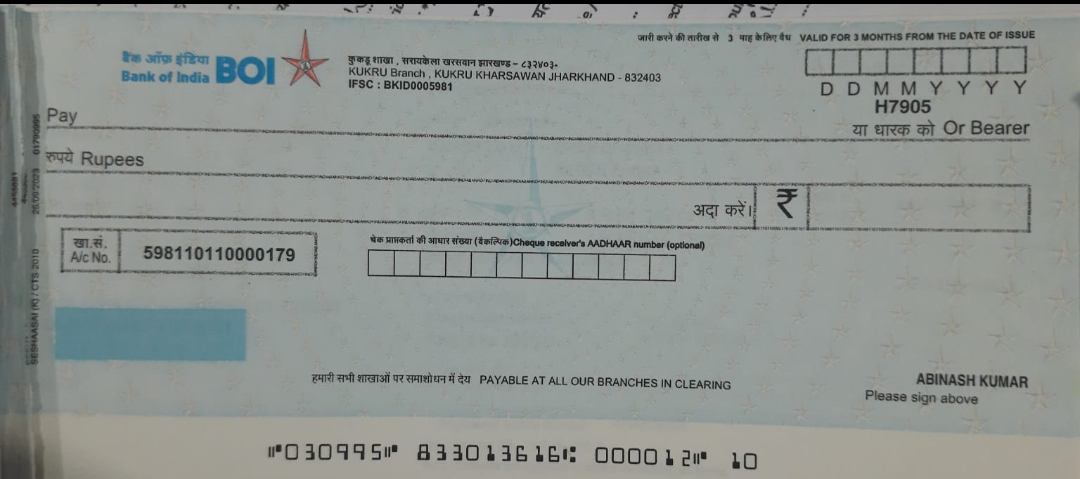 जारी करने की तारीख से 3 माह के लिए वैध VALID FOR 3 MONTHS FROM THE DATE OF ISSUE
बैंक ऑफ़ इंडिया
Bank of India BOI
कुकडू शाखा , सरायकेला खरसवान झारखण्ड - ८३२४०३-
KUKRU Branch , KUKRU KHARSAWAN JHARKHAND - 832403
IFSC : BKID0005981
D D M M Y Y Y Y
H7905
Pay
या धारक को Or Bearer
रुपये Rupees
अदा करें। ₹
खा.सं.
A/c No. 598110110000179
चेक प्राप्तकर्ता की आधार संख्या (वैकल्पिक)Cheque receiver's AADHAAR number (optional)
हमारी सभी शाखाओं पर समाशोधन में देय PAYABLE AT ALL OUR BRANCHES IN CLEARING
ABINASH KUMAR
Please sign above
⑈030995⑈ 833013616⑆ 000012⑈ 10
SESHAASAI (K) / CTS-2010